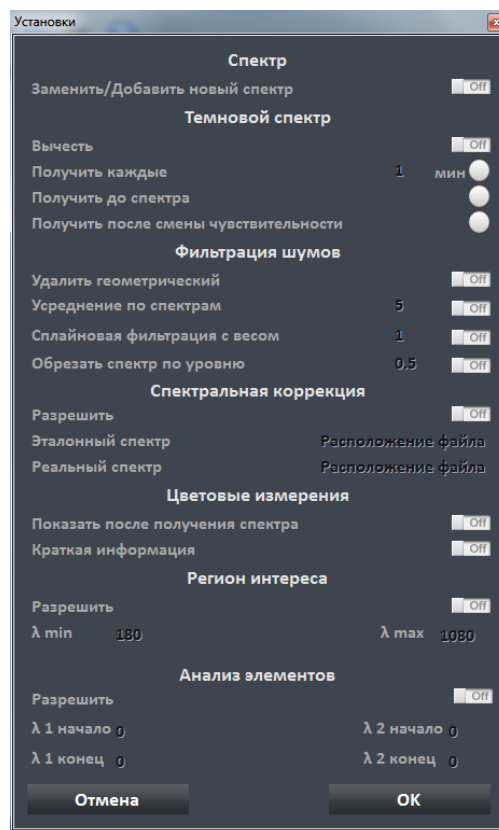 Установки
Спектр
Заменить/Добавить новый спектр Off
Темновой спектр
Вычесть Off
Получить каждые 1 мин
Получить до спектра
Получить после смены чувствительности
Фильтрация шумов
Удалить геометрический Off
Усреднение по спектрам 5 Off
Сплайновая фильтрация с весом 1 Off
Обрезать спектр по уровню 0,5 Off
Спектральная коррекция
Разрешить Off
Эталонный спектр Расположение файла
Реальный спектр Расположение файла
Цветовые измерения
Показать после получения спектра Off
Краткая информация Off
Регион интереса
Разрешить Off
λ min 180 λ max 1080
Анализ элементов
Разрешить Off
λ 1 начало 0 λ 2 начало 0
λ 1 конец 0 λ 2 конец 0
Отмена OK